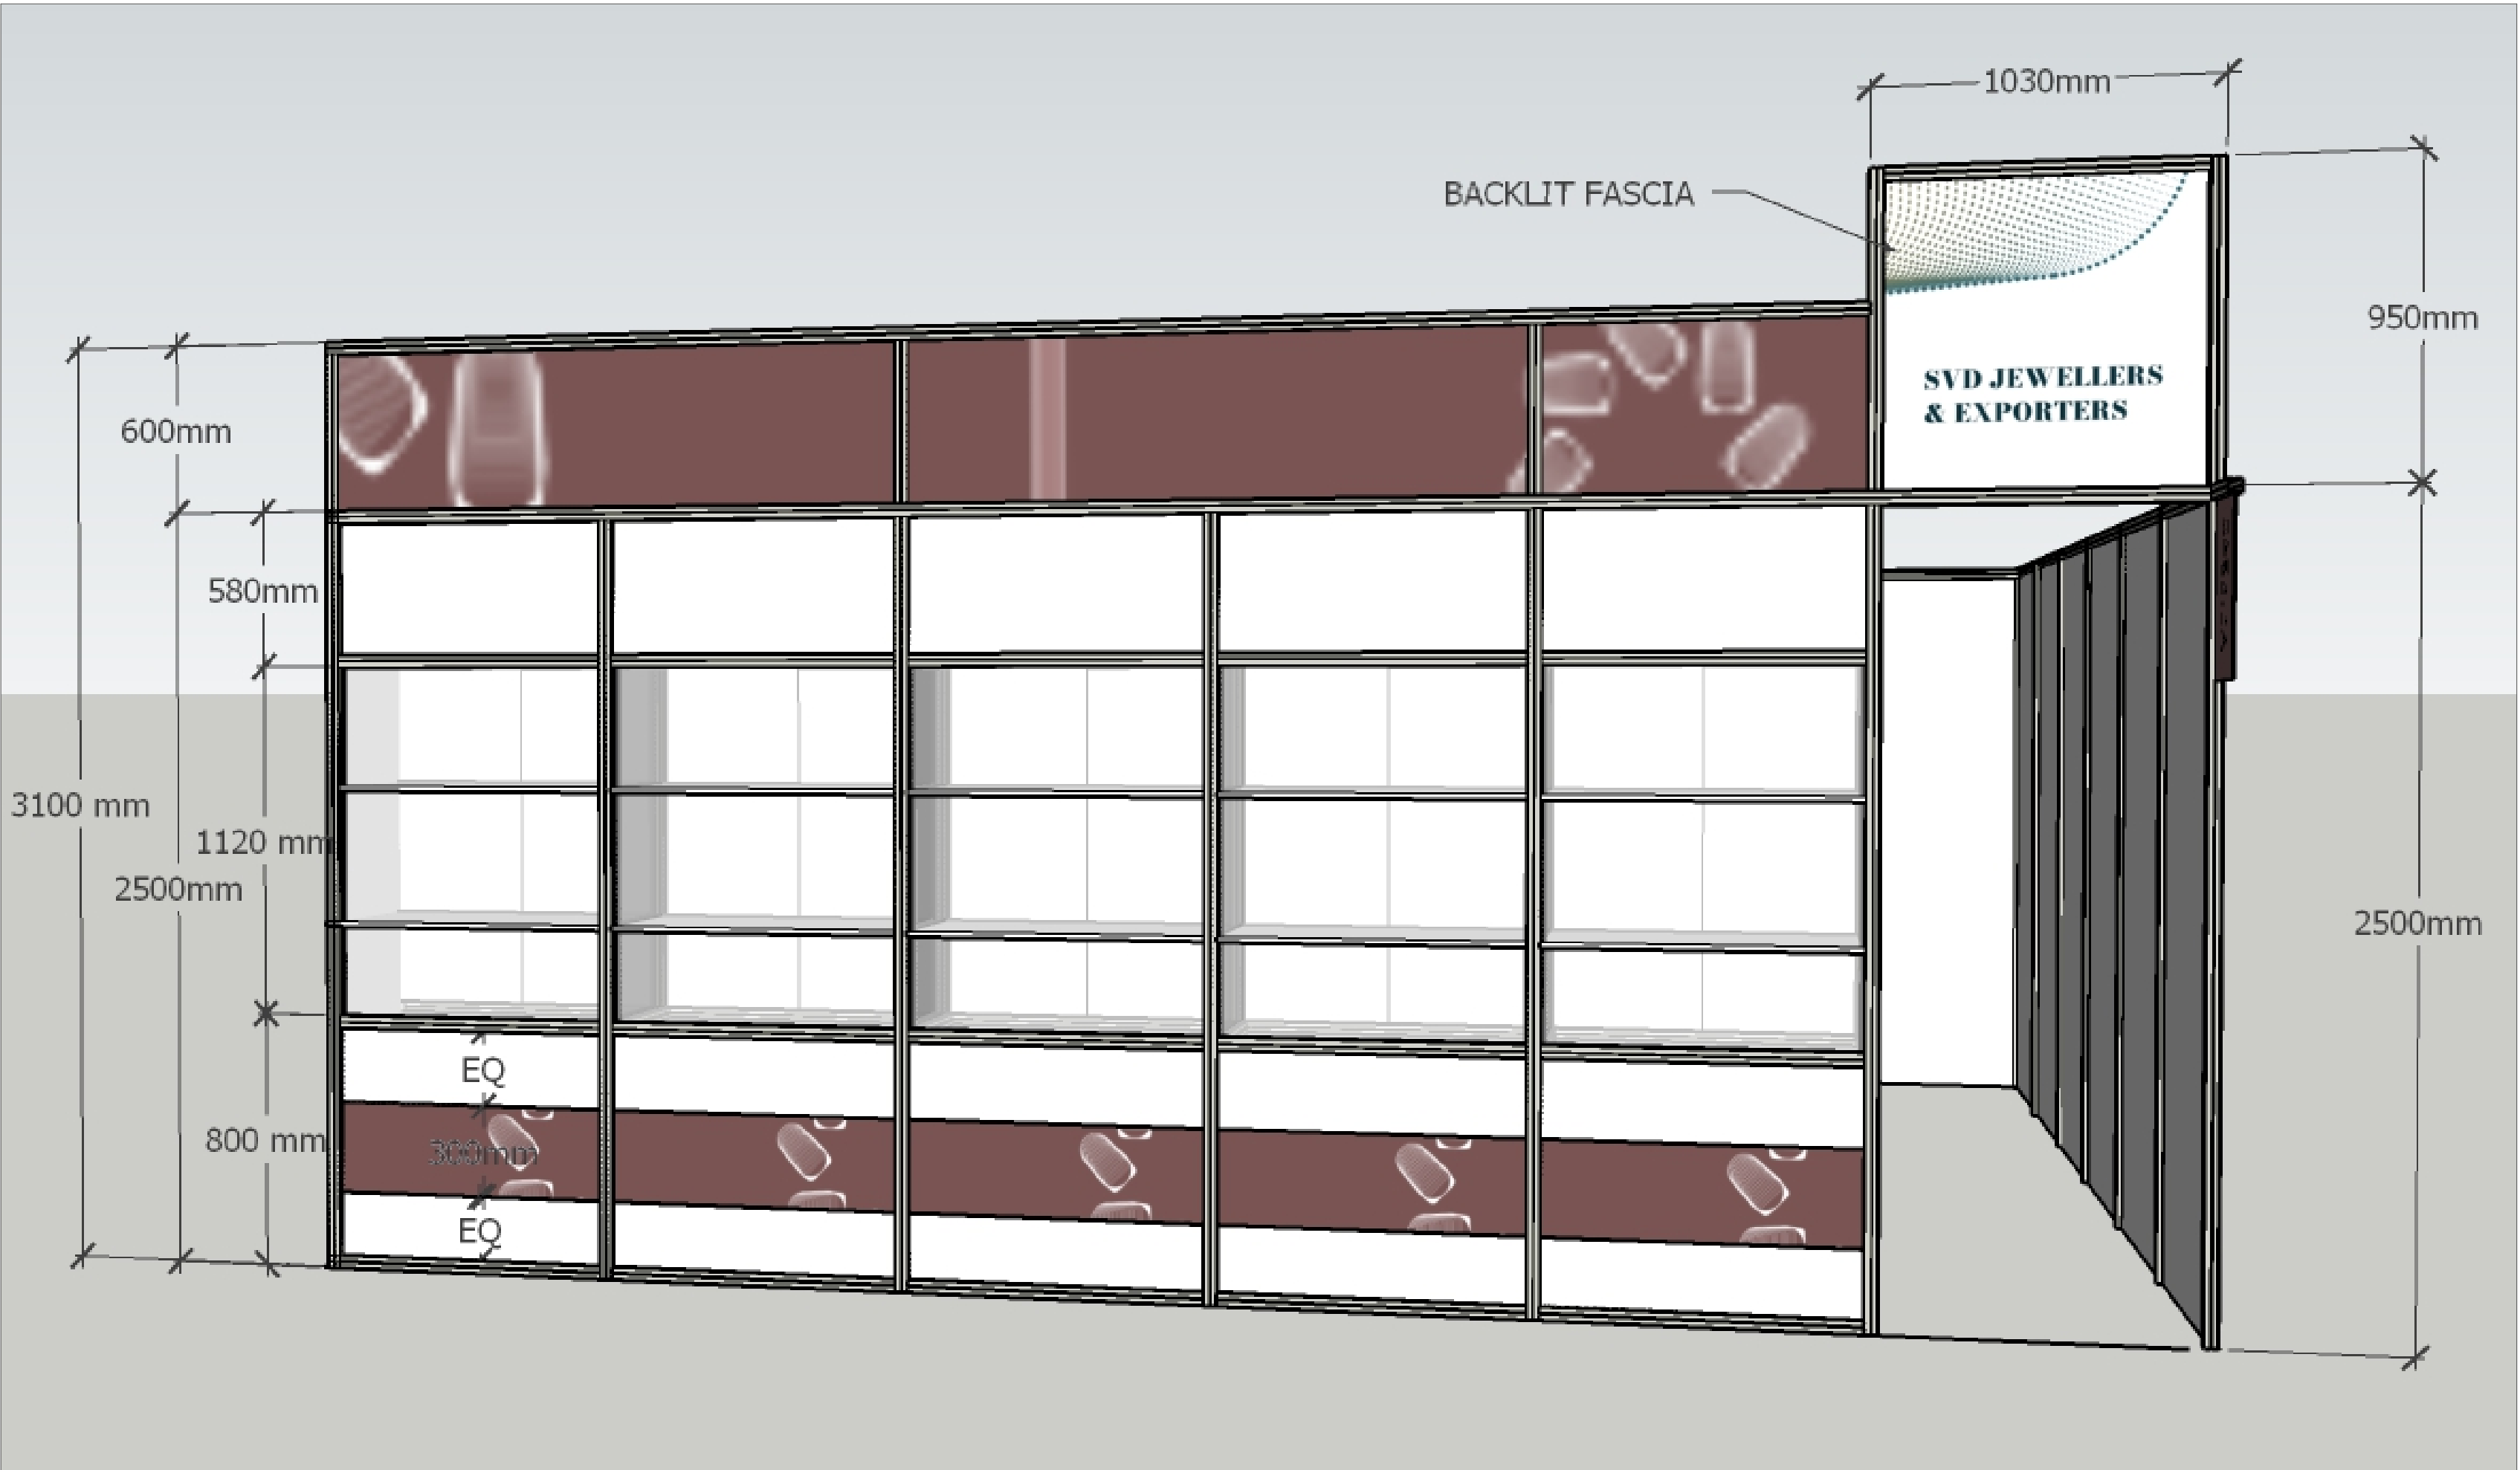 1030mm
BACKLIT FASCIA
950mm
SVD JEWELLERS
& EXPORTERS
600mm
580mm
3100 mm
1120 mm
2500mm
2500mm
EQ
800 mm
300mm
EQ